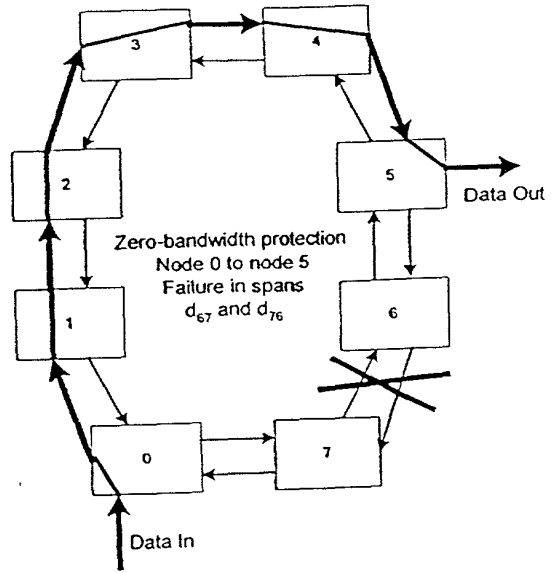 3
4
2
5
Data Out
Zero-bandwidth protection
Node 0 to node 5
Failure in spans
d67 and d76
1
6
0
7
Data In